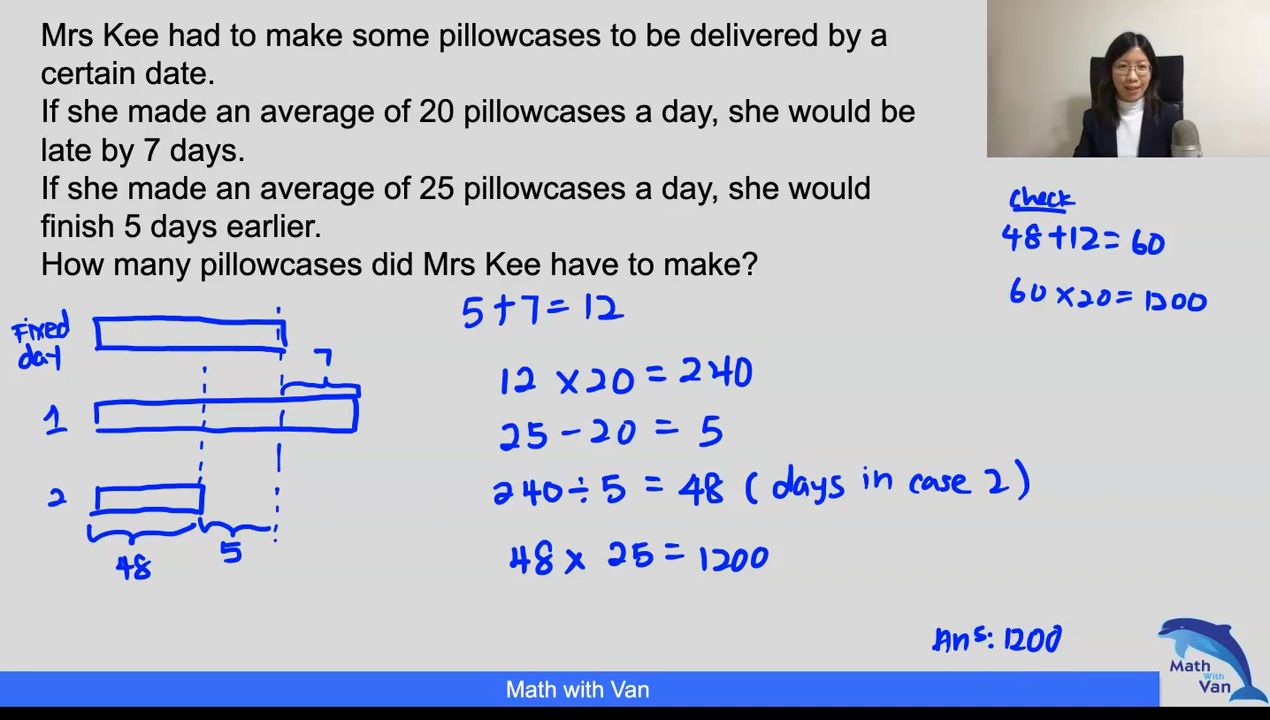 Mrs Kee had to make some pillowcases to be delivered by a
certain date.
If she made an average of 20 pillowcases a day, she would be
late by 7 days.
If she made an average of 25 pillowcases a day, she would
finish 5 days earlier.
How many pillowcases did Mrs Kee have to make?
check
48+12=60
60×20=1200
Fixed
day
7
1
2
48
5
5+7=12
12×20=240
25-20=5
240÷5=48 (days in case 2)
48×25=1200
Ans: 1200
Math
With
Van
Math with Van